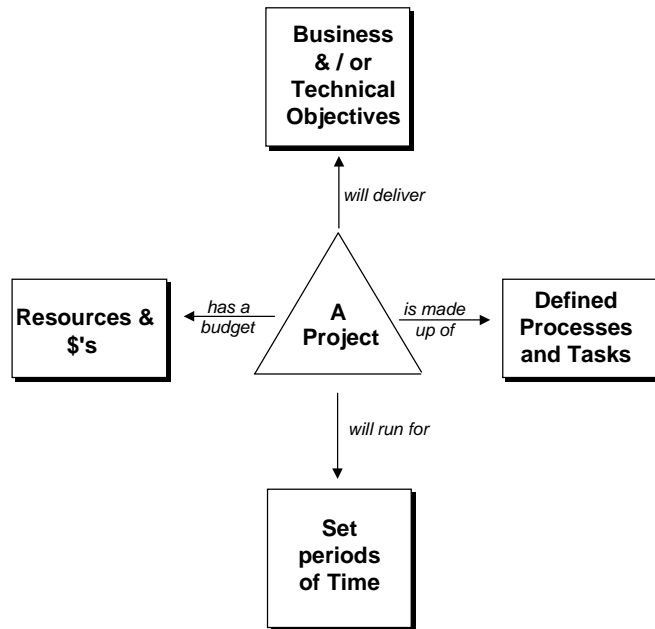 Business
& / or
Technical
Objectives
will deliver
Resources &
$'s
has a
budget
A
Project
is made
up of
Defined
Processes
and Tasks
will run for
Set
periods
of Time